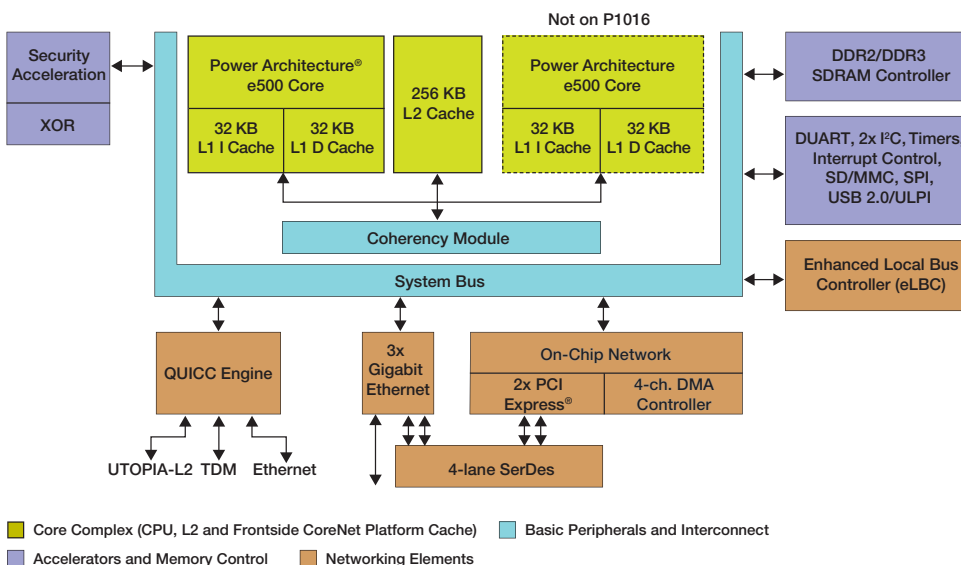 Not on P1016
Security
Acceleration
XOR
Power Architecture®
e500 Core
32 KB
L1 I Cache
32 KB
L1 D Cache
256 KB
L2 Cache
Power Architecture
e500 Core
32 KB
L1 I Cache
32 KB
L1 D Cache
DDR2/DDR3
SDRAM Controller
DUART, 2x I²C, Timers,
Interrupt Control,
SD/MMC, SPI,
USB 2.0/ULPI
Enhanced Local Bus
Controller (eLBC)
Coherency Module
System Bus
QUICC Engine
3x
Gigabit
Ethernet
On-Chip Network
2x PCI
Express®
4-ch. DMA
Controller
UTOPIA-L2
TDM
Ethernet
4-lane SerDes
Core Complex (CPU, L2 and Frontside CoreNet Platform Cache)
Basic Peripherals and Interconnect
Accelerators and Memory Control
Networking Elements